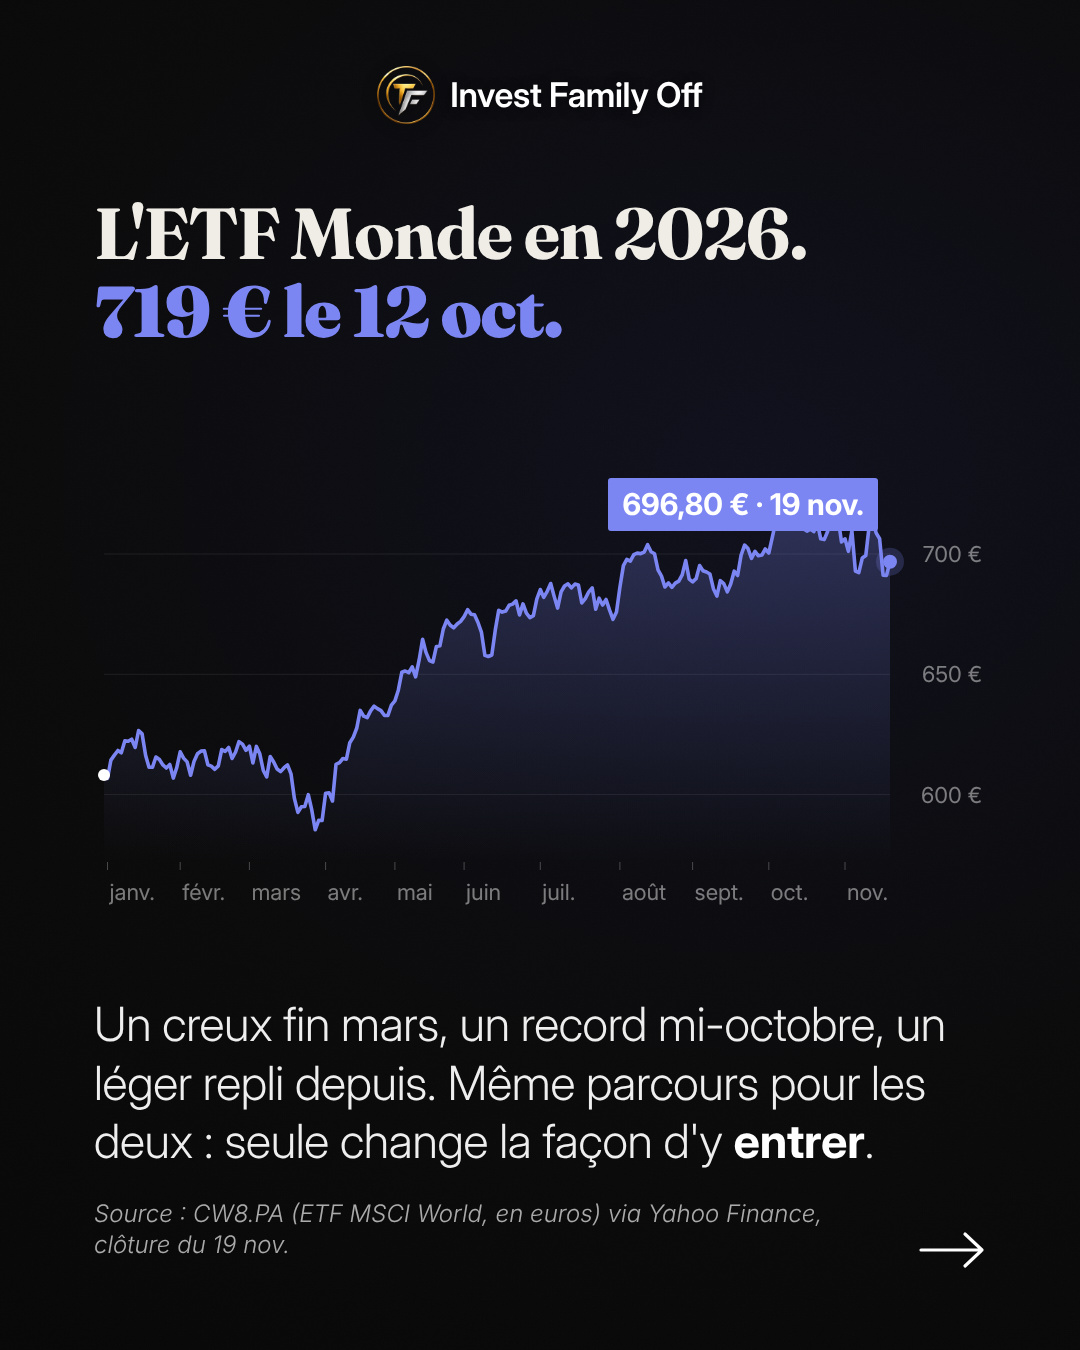 TF Invest Family Off
L'ETF Monde en 2026.
719 € le 12 oct.
696,80 € · 19 nov.
700 €
650 €
600 €
janv. févr. mars avr. mai juin juil. août sept. oct. nov.
Un creux fin mars, un record mi-octobre, un
léger repli depuis. Même parcours pour les
deux : seule change la façon d'y entrer.
Source : CW8.PA (ETF MSCI World, en euros) via Yahoo Finance,
clôture du 19 nov.